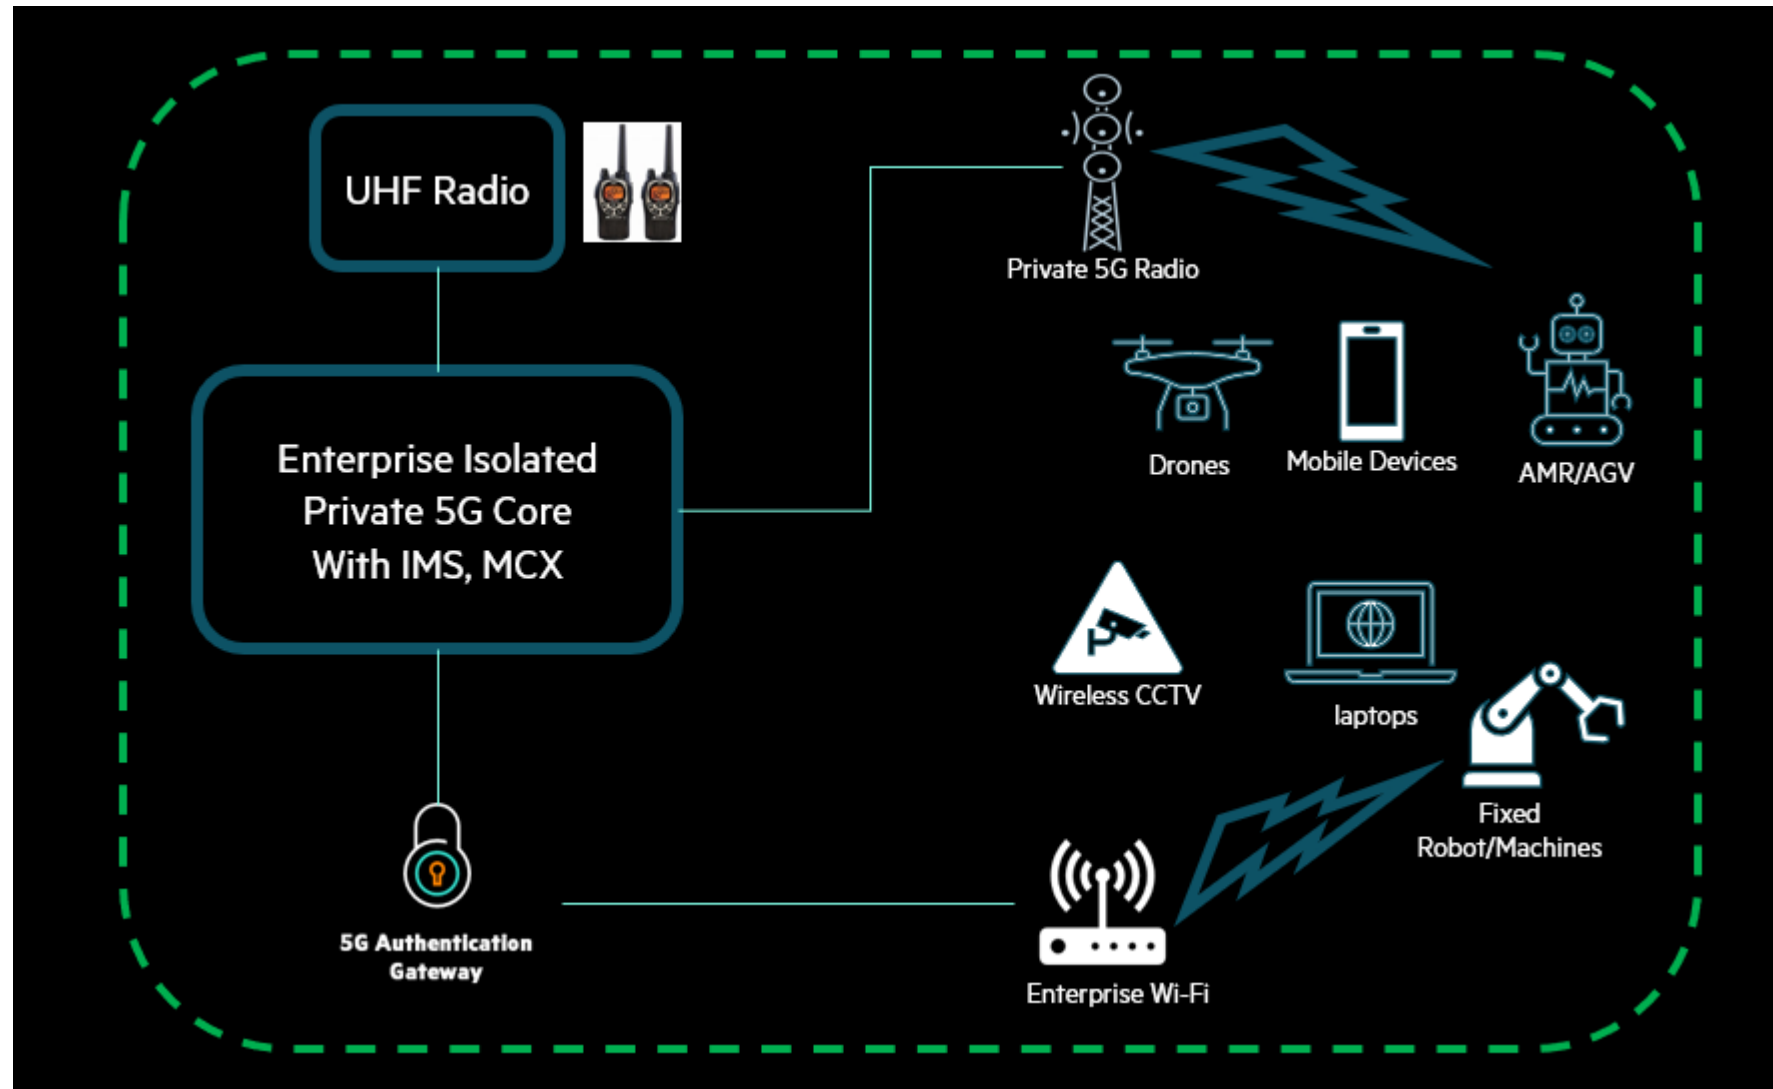 UHF Radio
Private 5G Radio
Enterprise Isolated
Private 5G Core
With IMS, MCX
Drones
Mobile Devices
AMR/AGV
Wireless CCTV
laptops
Fixed
Robot/Machines
5G Authentication
Gateway
Enterprise Wi-Fi